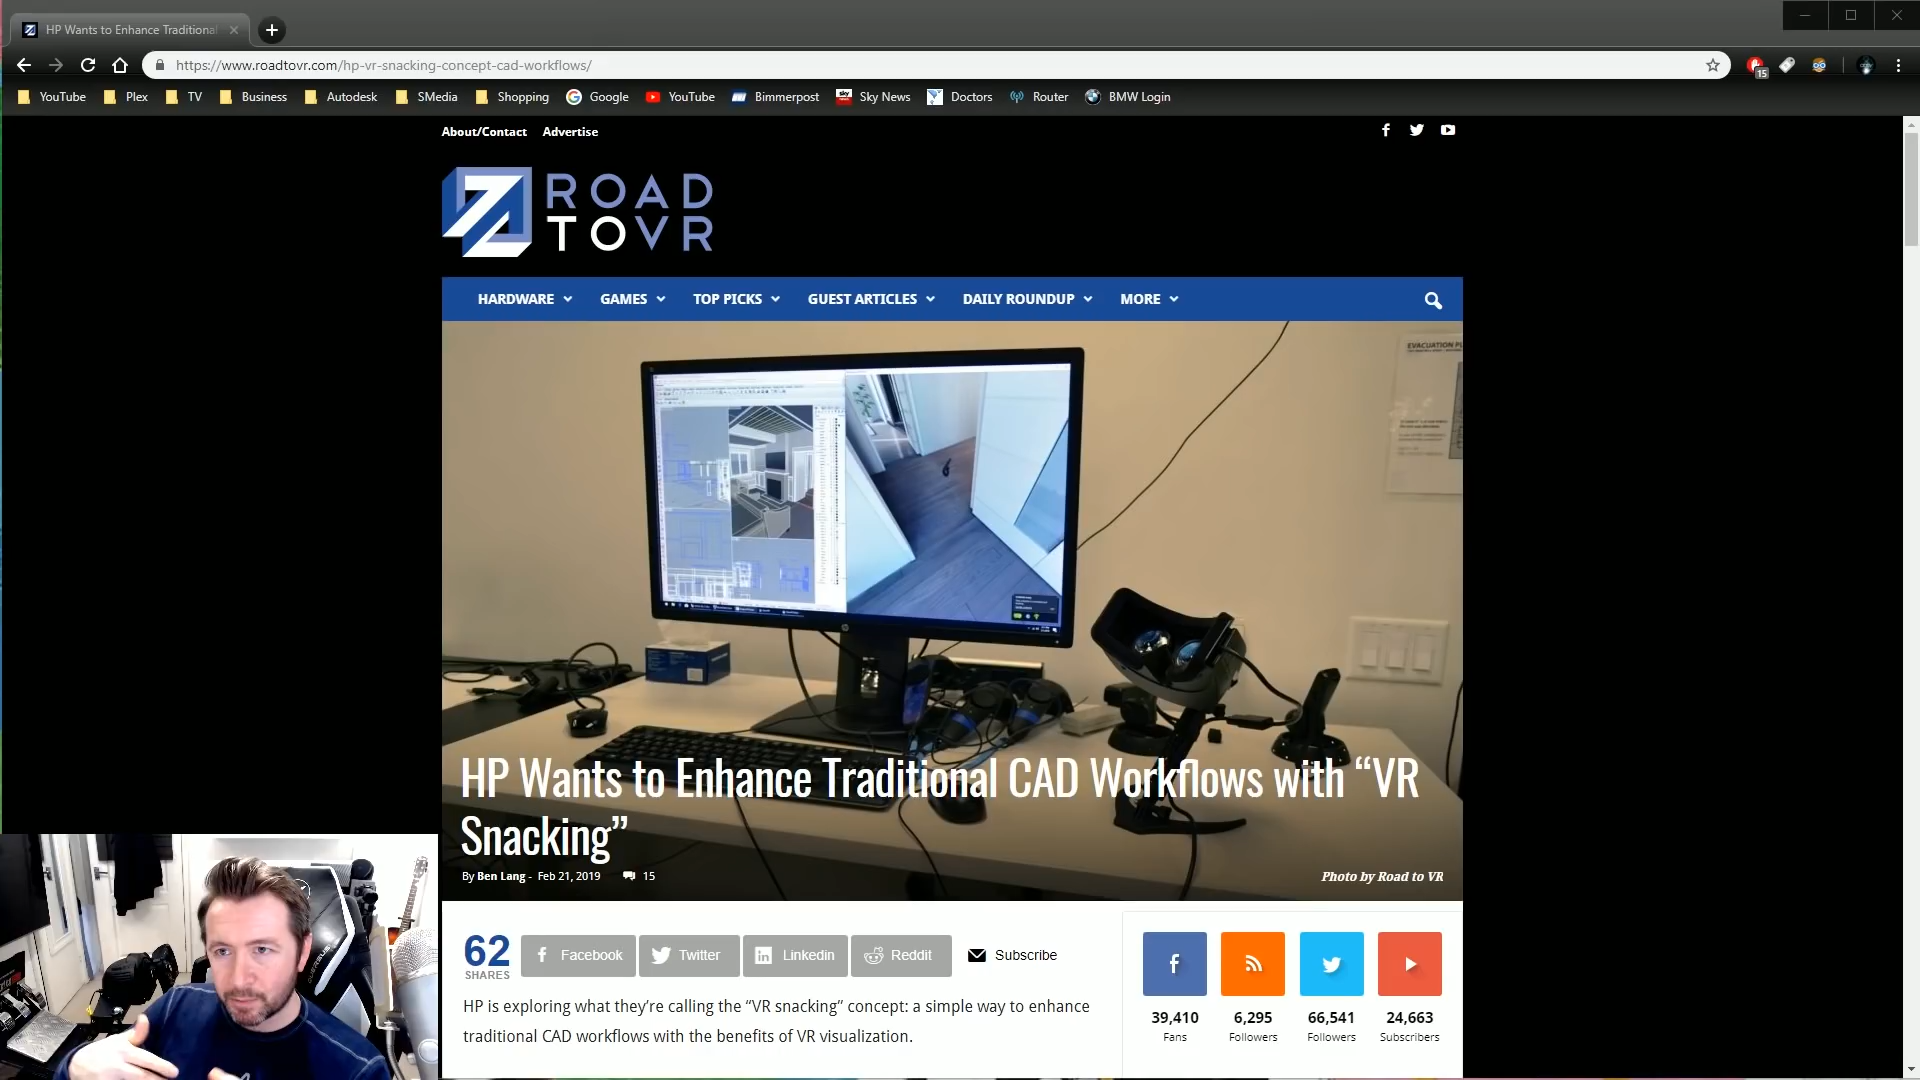 HP Wants to Enhance Traditional
https://www.roadtovr.com/hp-vr-snacking-concept-cad-workflows/
15
YouTube Plex TV Business Autodesk SMedia Shopping Google YouTube Bimmerpost Sky News Doctors Router BMW Login
About/Contact Advertise
ROAD
TOVR
HARDWARE GAMES TOP PICKS GUEST ARTICLES DAILY ROUNDUP MORE
EVACUATION
HP Wants to Enhance Traditional CAD Workflows with “VR
Snacking”
By Ben Lang - Feb 21, 2019 15
Photo by Road to VR
62
SHARES
Facebook Twitter Linkedin Reddit Subscribe
HP is exploring what they’re calling the “VR snacking” concept: a simple way to enhance
traditional CAD workflows with the benefits of VR visualization.
39,410 6,295 66,541 24,663
Fans Followers Followers Subscribers